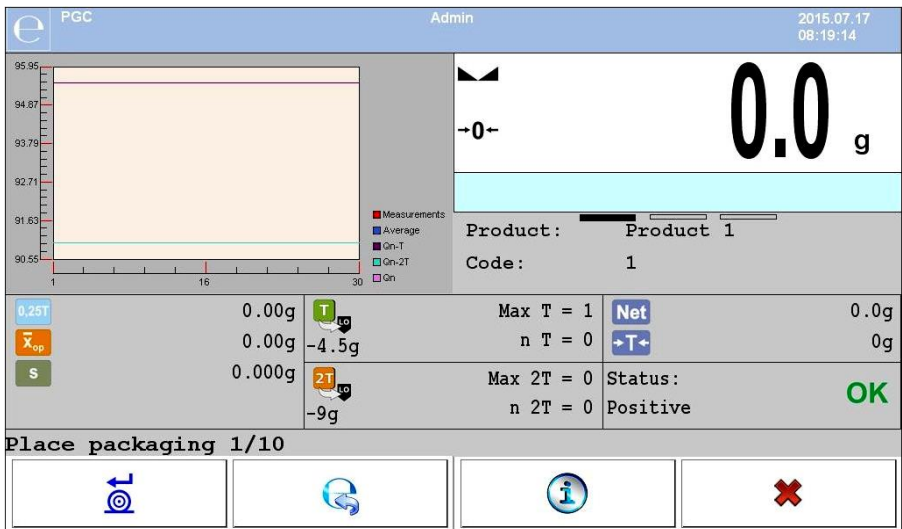 e PGC Admin 2015.07.17
08:19:14
95.95
94.87
93.79
92.71
91.63
90.55
1 16 30
Measurements
Average
Qn-T
Qn-2T
Qn
→0←
0.0 g
Product: Product 1
Code: 1
0,25T 0.00g
x̄op 0.00g
s 0.000g
T LO Max T = 1
-4.5g n T = 0
2T LO Max 2T = 0
-9g n 2T = 0
Net 0.0g
→T← 0g
Status: OK
Positive
Place packaging 1/10
i